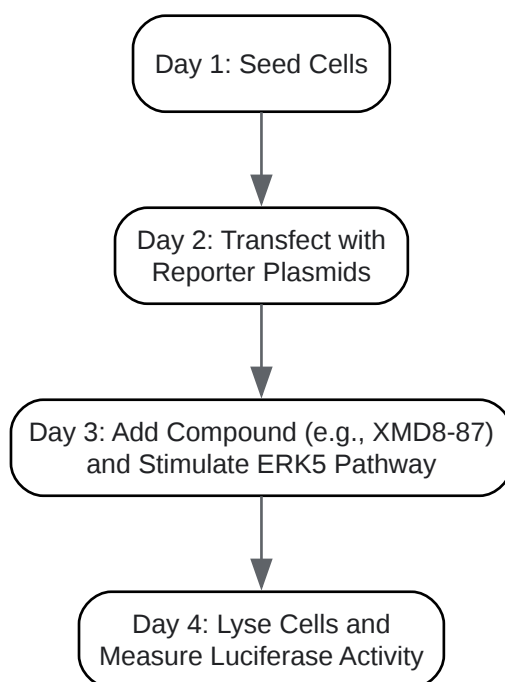 Day 1: Seed Cells
Day 2: Transfect with
Reporter Plasmids
Day 3: Add Compound (e.g., XMD8-87)
and Stimulate ERK5 Pathway
Day 4: Lyse Cells and
Measure Luciferase Activity